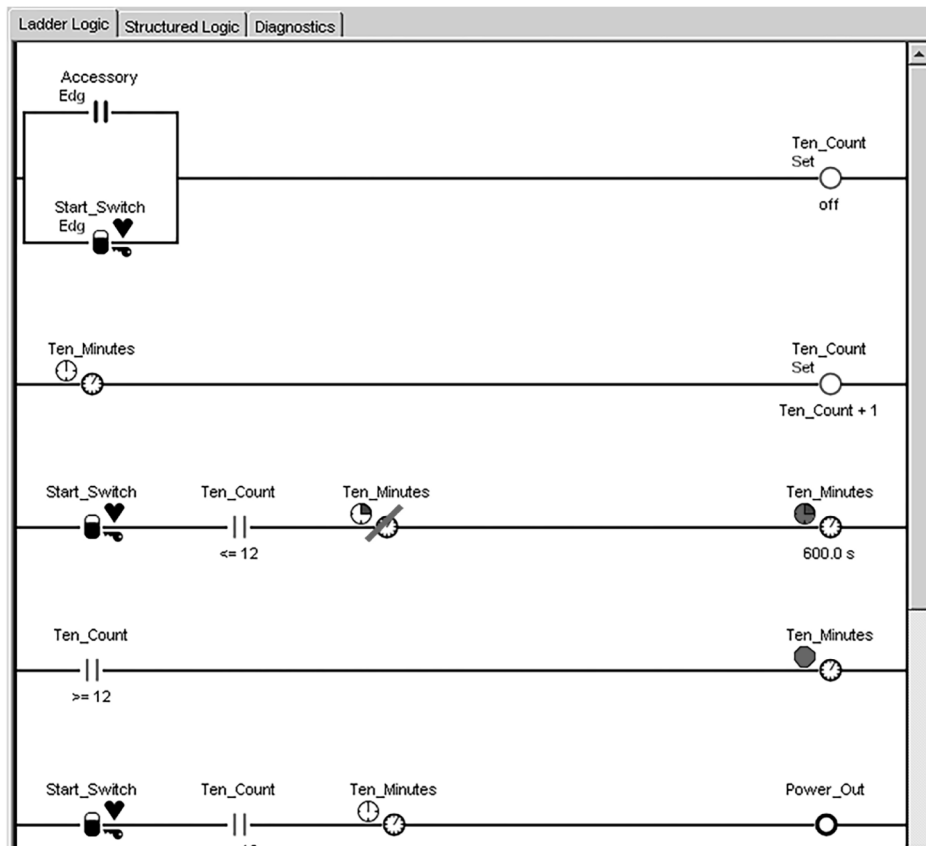 Ladder Logic Structured Logic Diagnostics
Accessory
Edg
Ten_Count
Set
off
Start_Switch
Edg
Ten_Minutes
Ten_Count
Set
Ten_Count + 1
Start_Switch Ten_Count Ten_Minutes Ten_Minutes
<= 12 600.0 s
Ten_Count Ten_Minutes
>= 12
Start_Switch Ten_Count Ten_Minutes Power_Out